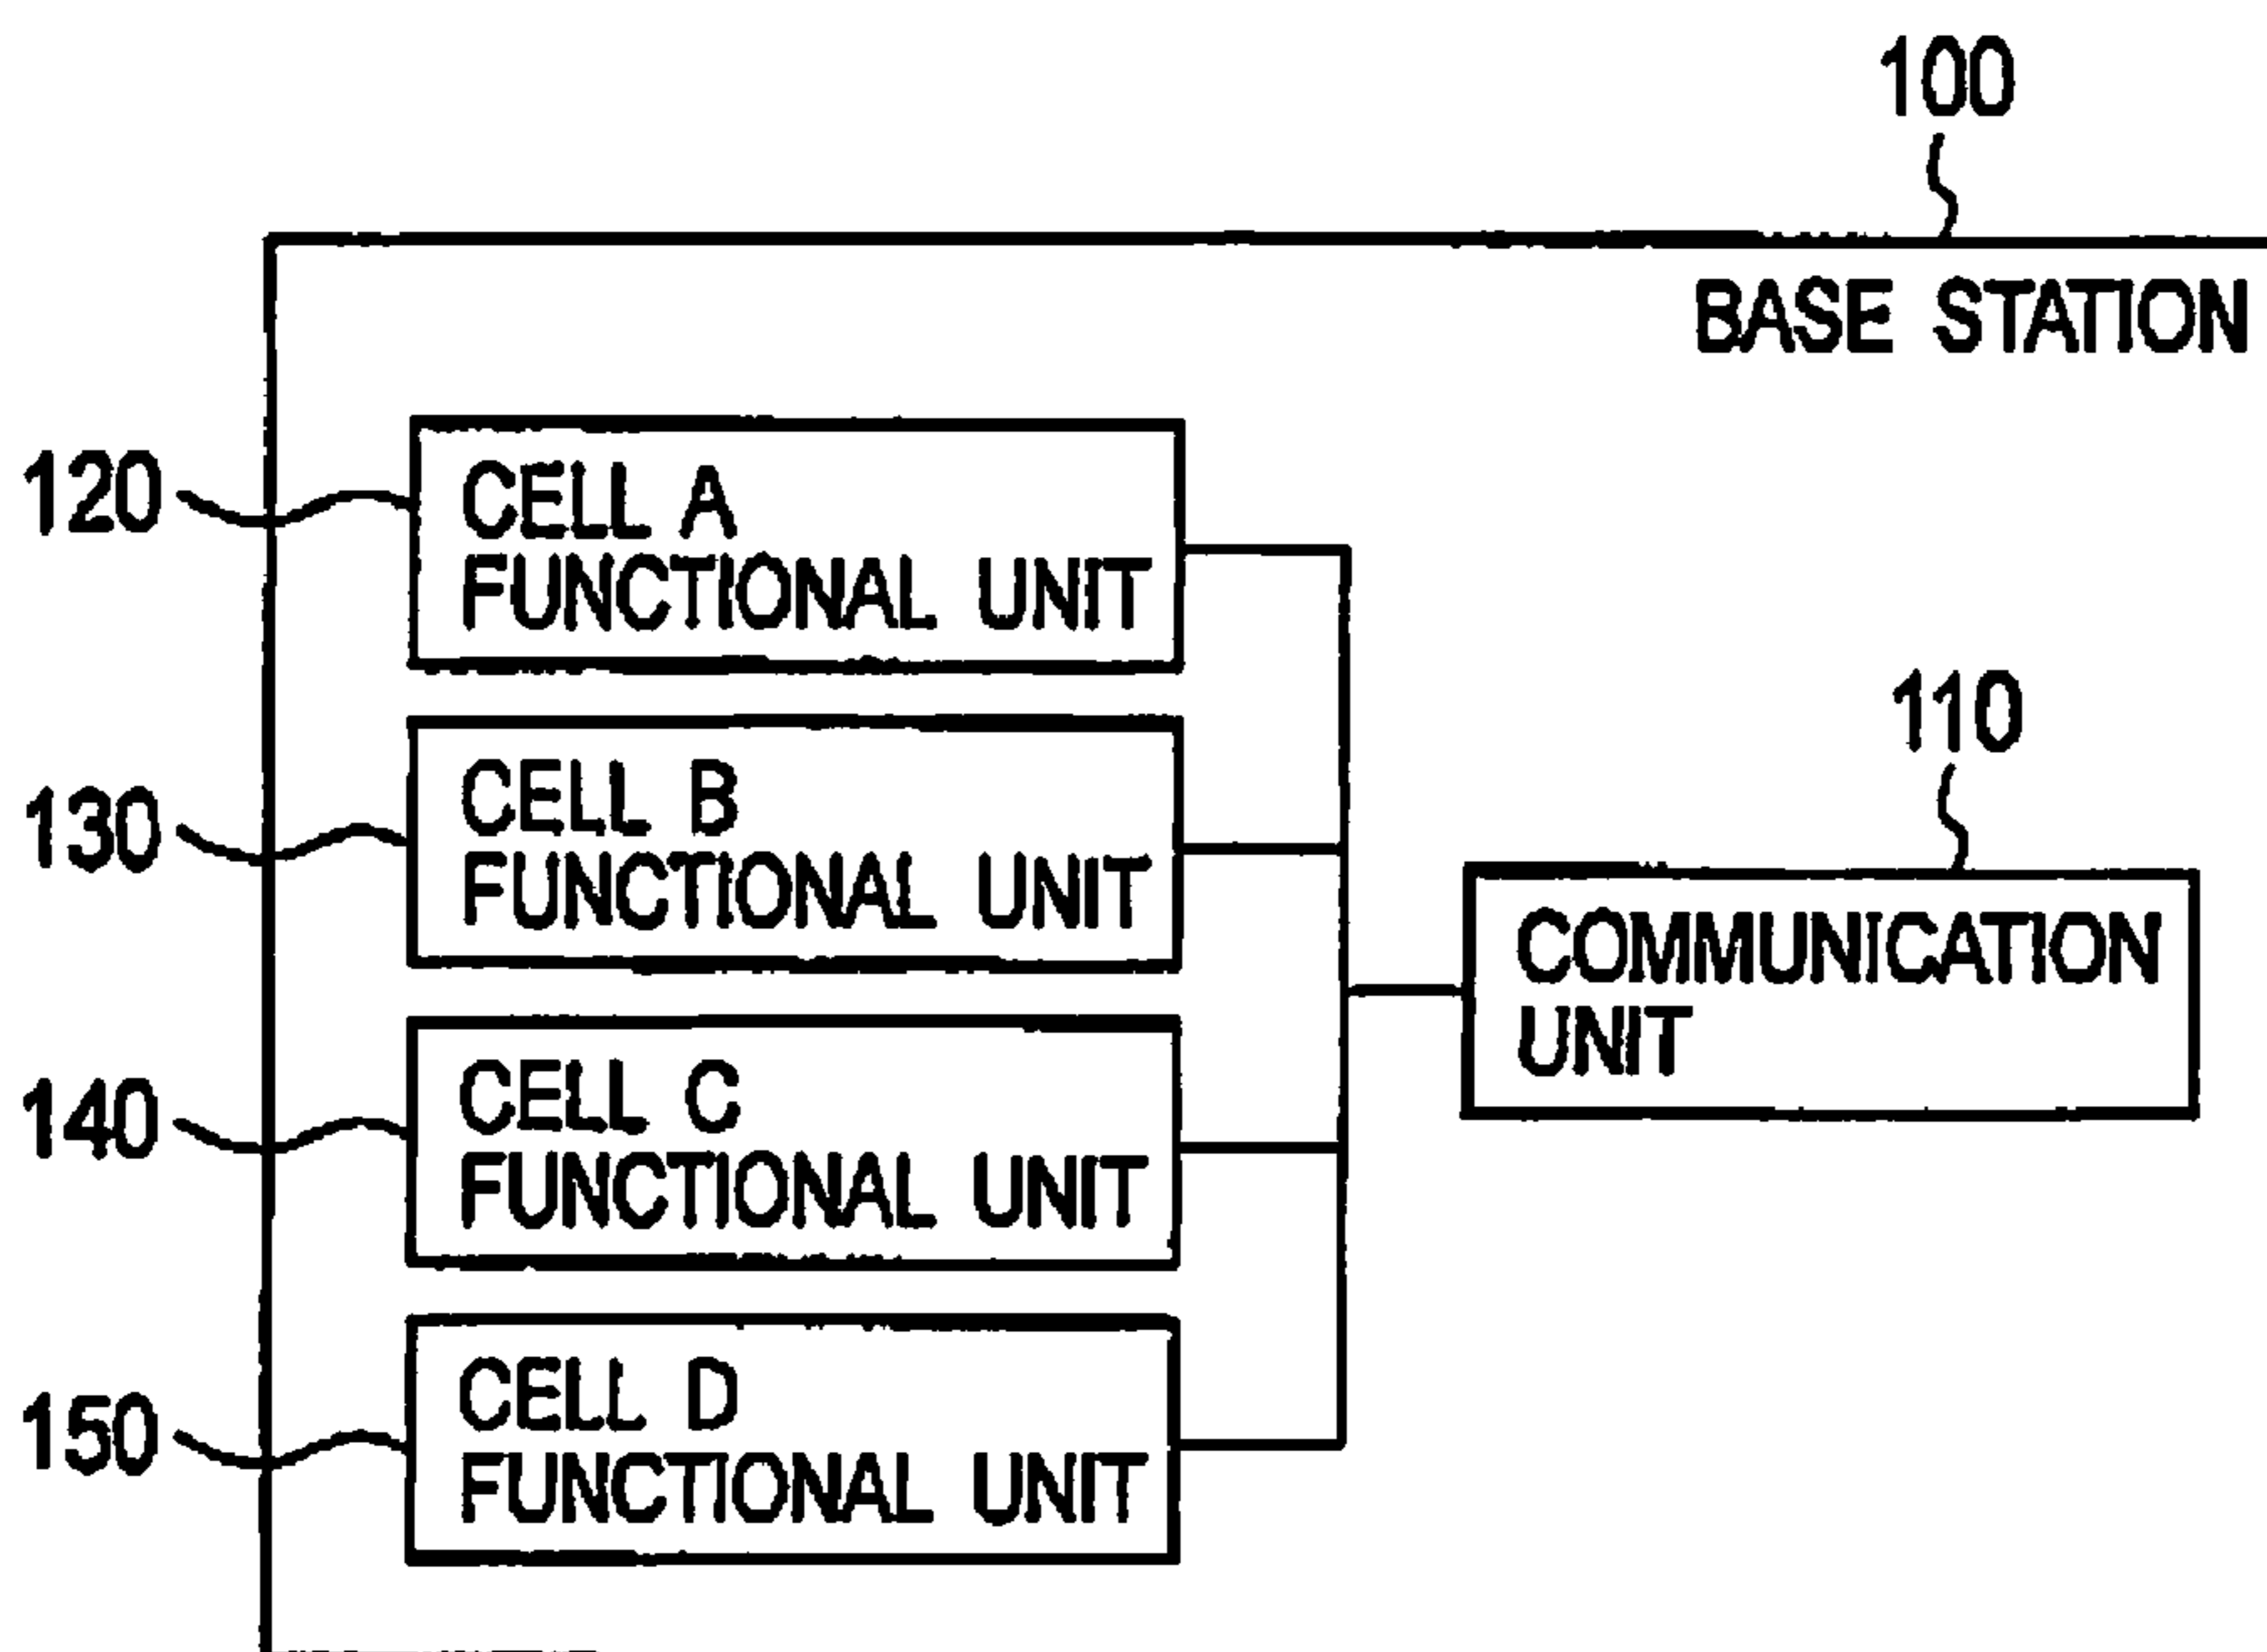 100
BASE STATION
120
CELL A
FUNCTIONAL UNIT
130
CELL B
FUNCTIONAL UNIT
110
COMMUNICATION
UNIT
140
CELL C
FUNCTIONAL UNIT
150
CELL D
FUNCTIONAL UNIT